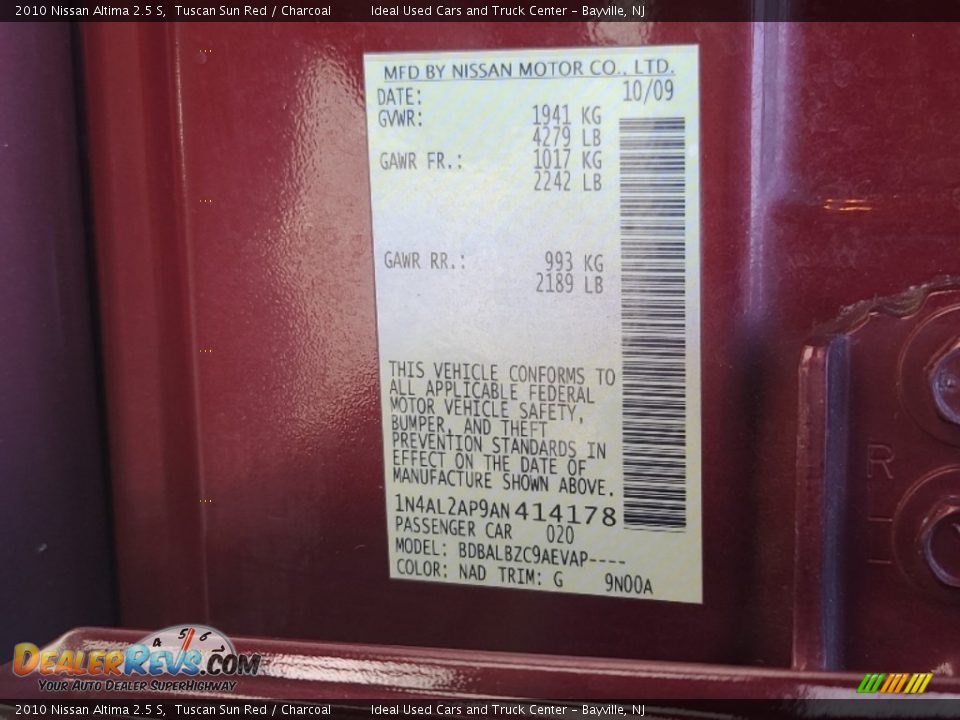 2010 Nissan Altima 2.5 S,  Tuscan Sun Red / Charcoal        Ideal Used Cars and Truck Center - Bayville, NJ
MFD BY NISSAN MOTOR CO., LTD.
DATE: 10/09
GVWR: 1941 KG
4279 LB
GAWR FR.: 1017 KG
2242 LB
GAWR RR.: 993 KG
2189 LB
THIS VEHICLE CONFORMS TO
ALL APPLICABLE FEDERAL
MOTOR VEHICLE SAFETY,
BUMPER, AND THEFT
PREVENTION STANDARDS IN
EFFECT ON THE DATE OF
MANUFACTURE SHOWN ABOVE.
1N4AL2AP9AN414178
PASSENGER CAR 020
MODEL: BDBALBZC9AEVAP----
COLOR: NAD TRIM: G 9N00A
4 5 6
DEALERREVS.COM
YOUR AUTO DEALER SUPERHIGHWAY
2010 Nissan Altima 2.5 S,  Tuscan Sun Red / Charcoal        Ideal Used Cars and Truck Center - Bayville, NJ